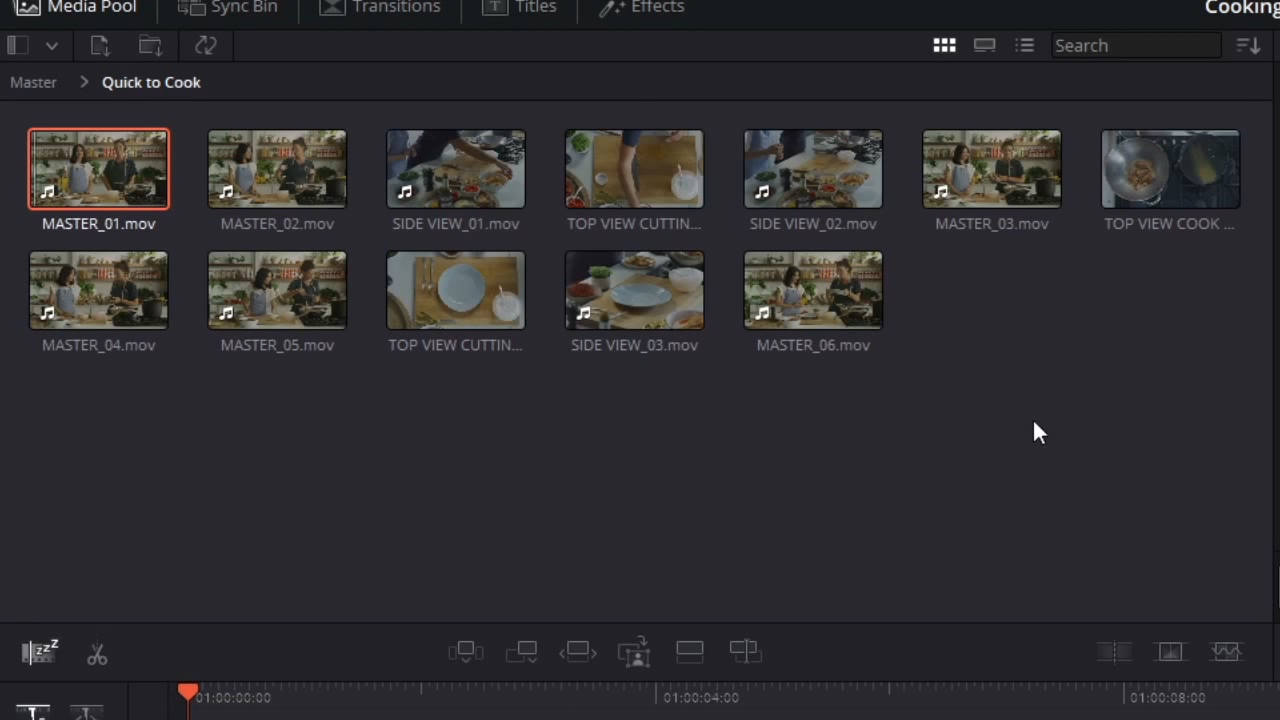 Media Pool Sync Bin Transitions Titles Effects Cooking
Search
Master > Quick to Cook
MASTER_01.mov MASTER_02.mov SIDE VIEW_01.mov TOP VIEW CUTTIN... SIDE VIEW_02.mov MASTER_03.mov TOP VIEW COOK ...
MASTER_04.mov MASTER_05.mov TOP VIEW CUTTIN... SIDE VIEW_03.mov MASTER_06.mov
zzZ
01:00:00:00 01:00:04:00 01:00:08:00